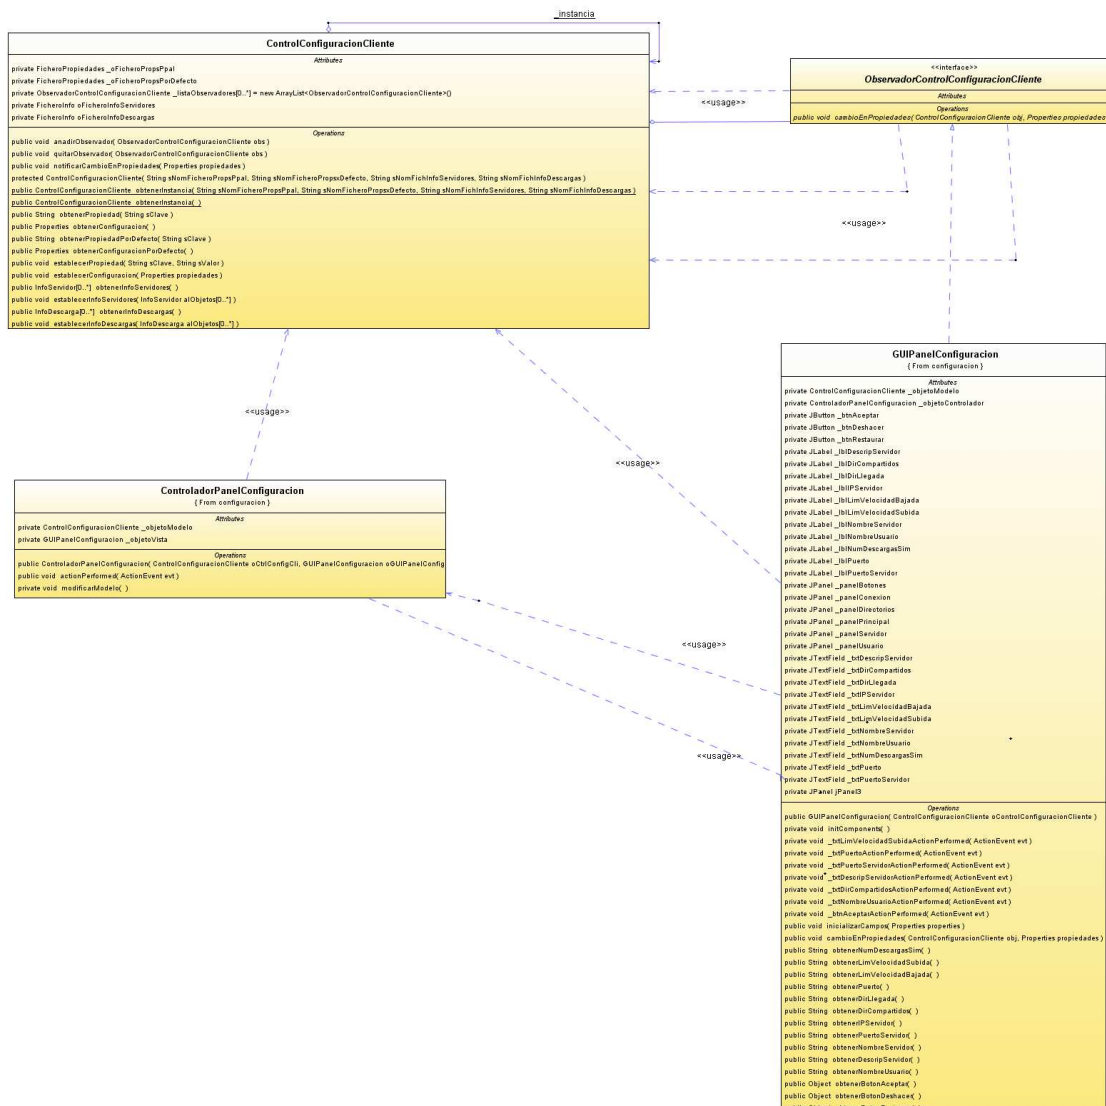 _instancia
ControlConfiguracionCliente
Attributes
private FicheroPropiedades _oFicheroPropsPpal
private FicheroPropiedades _oFicheroPropsPorDefecto
private ObservadorControlConfiguracionCliente _listaObservadores[0..*] = new ArrayList<ObservadorControlConfiguracionCliente>()
private FicheroInfo oFicheroInfoServidores
private FicheroInfo oFicheroInfoDescargas
Operations
public void anadirObservador( ObservadorControlConfiguracionCliente obs )
public void quitarObservador( ObservadorControlConfiguracionCliente obs )
public void notificarCambioEnPropiedades( Properties propiedades )
protected ControlConfiguracionCliente( String sNomFicheroPropsPpal, String sNomFicheroPropsxDefecto, String sNomFichInfoServidores, String sNomFichInfoDescargas )
public ControlConfiguracionCliente obtenerInstancia( String sNomFicheroPropsPpal, String sNomFicheroPropsxDefecto, String sNomFichInfoServidores, String sNomFichInfoDescargas )
public ControlConfiguracionCliente obtenerInstancia( )
public String obtenerPropiedad( String sClave )
public Properties obtenerConfiguracion( )
public String obtenerPropiedadPorDefecto( String sClave )
public Properties obtenerConfiguracionPorDefecto( )
public void establecerPropiedad( String sClave, String sValor )
public void establecerConfiguracion( Properties propiedades )
public InfoServidor[0..*] obtenerInfoServidores( )
public void establecerInfoServidores( InfoServidor alObjetos[0..*] )
public InfoDescarga[0..*] obtenerInfoDescargas( )
public void establecerInfoDescargas( InfoDescarga alObjetos[0..*] )
<<interface>>
ObservadorControlConfiguracionCliente
Attributes
Operations
public void cambioEnPropiedades( ControlConfiguracionCliente obj, Properties propiedades
<<usage>>
<<usage>>
<<usage>>
<<usage>>
<<usage>>
<<usage>>
ControladorPanelConfiguracion
{ From configuracion }
Attributes
private ControlConfiguracionCliente _objetoModelo
private GUIPanelConfiguracion _objetoVista
Operations
public ControladorPanelConfiguracion( ControlConfiguracionCliente oCtrlConfigCli, GUIPanelConfiguracion oGUIPanelConfig
public void actionPerformed( ActionEvent evt )
private void modificarModelo( )
GUIPanelConfiguracion
{ From configuracion }
Attributes
private ControlConfiguracionCliente _objetoModelo
private ControladorPanelConfiguracion _objetoControlador
private JButton _btnAceptar
private JButton _btnDeshacer
private JButton _btnRestaurar
private JLabel _lblDescripServidor
private JLabel _lblDirCompartidos
private JLabel _lblDirLlegada
private JLabel _lblIPServidor
private JLabel _lblLimVelocidadBajada
private JLabel _lblLimVelocidadSubida
private JLabel _lblNombreServidor
private JLabel _lblNombreUsuario
private JLabel _lblNumDescargasSim
private JLabel _lblPuerto
private JLabel _lblPuertoServidor
private JPanel _panelBotones
private JPanel _panelConexion
private JPanel _panelDirectorios
private JPanel _panelPrincipal
private JPanel _panelServidor
private JPanel _panelUsuario
private JTextField _txtDescripServidor
private JTextField _txtDirCompartidos
private JTextField _txtDirLlegada
private JTextField _txtIPServidor
private JTextField _txtLimVelocidadBajada
private JTextField _txtLimVelocidadSubida
private JTextField _txtNombreServidor
private JTextField _txtNombreUsuario
private JTextField _txtNumDescargasSim
private JTextField _txtPuerto
private JTextField _txtPuertoServidor
private JPanel jPanel3
Operations
public GUIPanelConfiguracion( ControlConfiguracionCliente oControlConfiguracionCliente )
private void initComponents( )
private void _txtLimVelocidadSubidaActionPerformed( ActionEvent evt )
private void _txtPuertoActionPerformed( ActionEvent evt )
private void _txtPuertoServidorActionPerformed( ActionEvent evt )
private void _txtDescripServidorActionPerformed( ActionEvent evt )
private void _txtDirCompartidosActionPerformed( ActionEvent evt )
private void _txtNombreUsuarioActionPerformed( ActionEvent evt )
private void _btnAceptarActionPerformed( ActionEvent evt )
public void inicializarCampos( Properties properties )
public void cambioEnPropiedades( ControlConfiguracionCliente obj, Properties propiedades )
public String obtenerNumDescargasSim( )
public String obtenerLimVelocidadSubida( )
public String obtenerLimVelocidadBajada( )
public String obtenerPuerto( )
public String obtenerDirLlegada( )
public String obtenerDirCompartidos( )
public String obtenerIPServidor( )
public String obtenerPuertoServidor( )
public String obtenerNombreServidor( )
public String obtenerDescripServidor( )
public String obtenerNombreUsuario( )
public Object obtenerBotonAceptar( )
public Object obtenerBotonDeshacer( )